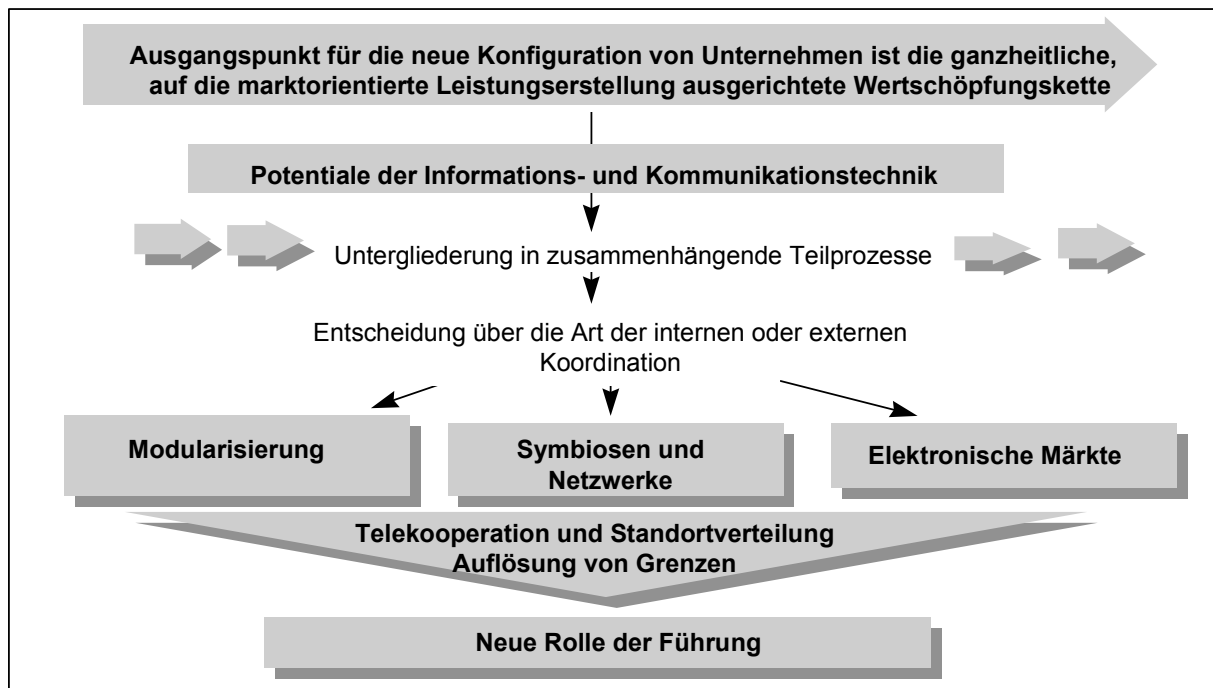 Ausgangspunkt für die neue Konfiguration von Unternehmen ist die ganzheitliche,
auf die marktorientierte Leistungserstellung ausgerichtete Wertschöpfungskette
Potentiale der Informations- und Kommunikationstechnik
Untergliederung in zusammenhängende Teilprozesse
Entscheidung über die Art der internen oder externen
Koordination
Modularisierung
Symbiosen und
Netzwerke
Elektronische Märkte
Telekooperation und Standortverteilung
Auflösung von Grenzen
Neue Rolle der Führung